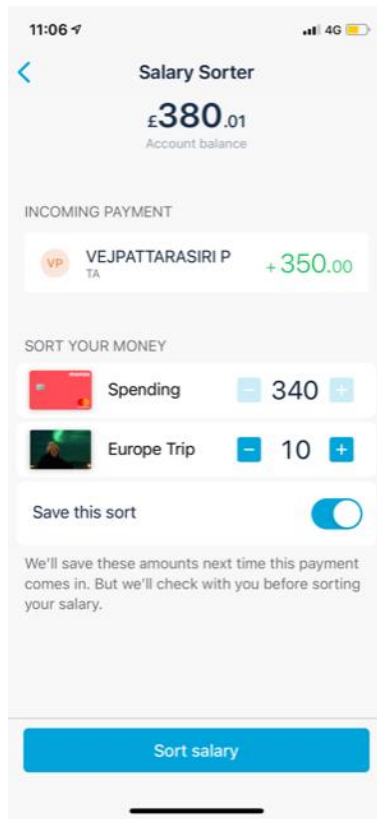 11:06
4G
Salary Sorter
£380.01
Account balance
INCOMING PAYMENT
VP
VEJPATTARASIRI P
+350.00
TA
SORT YOUR MONEY
Spending
- 340 +
Europe Trip
- 10 +
Save this sort
We'll save these amounts next time this payment
comes in. But we'll check with you before sorting
your salary.
Sort salary